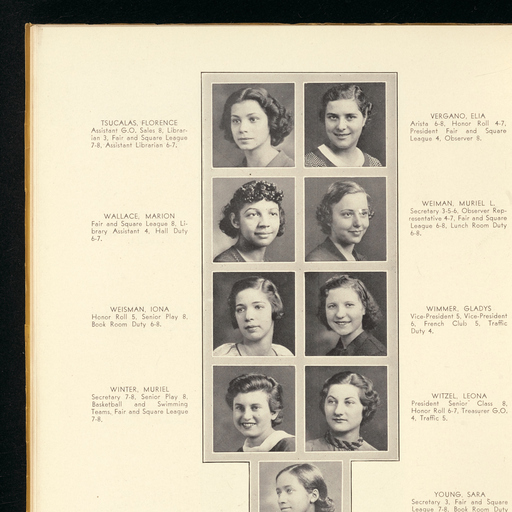 TSUCALAS, FLORENCE
Assistant G.O. Sales 8, Librar-
ian 3, Fair and Square League
7-8, Assistant Librarian 6-7.
VERGANO, ELIA
Arista 6-8, Honor Roll 4-7,
President Fair and Square
League 4, Observer 8.
WALLACE, MARION
Fair and Square League 8, Li-
brary Assistant 4, Hall Duty
6-7.
WEIMAN, MURIEL L.
Secretary 3-5-6, Observer Rep-
resentative 4-7, Fair and Square
League 6-8, Lunch Room Duty
6-8.
WEISMAN, IONA
Honor Roll 5, Senior Play 8,
Book Room Duty 6-8.
WIMMER, GLADYS
Vice-President 5, Vice-President
6, French Club 5, Traffic
Duty 4.
WINTER, MURIEL
Secretary 7-8, Senior Play 8,
Basketball and Swimming
Teams, Fair and Square League
7-8.
WITZEL, LEONA
President Senior Class 8,
Honor Roll 6-7, Treasurer G.O.
4, Traffic 5.
YOUNG, SARA
Secretary 3, Fair and Square
League 7-8, Book Room Duty